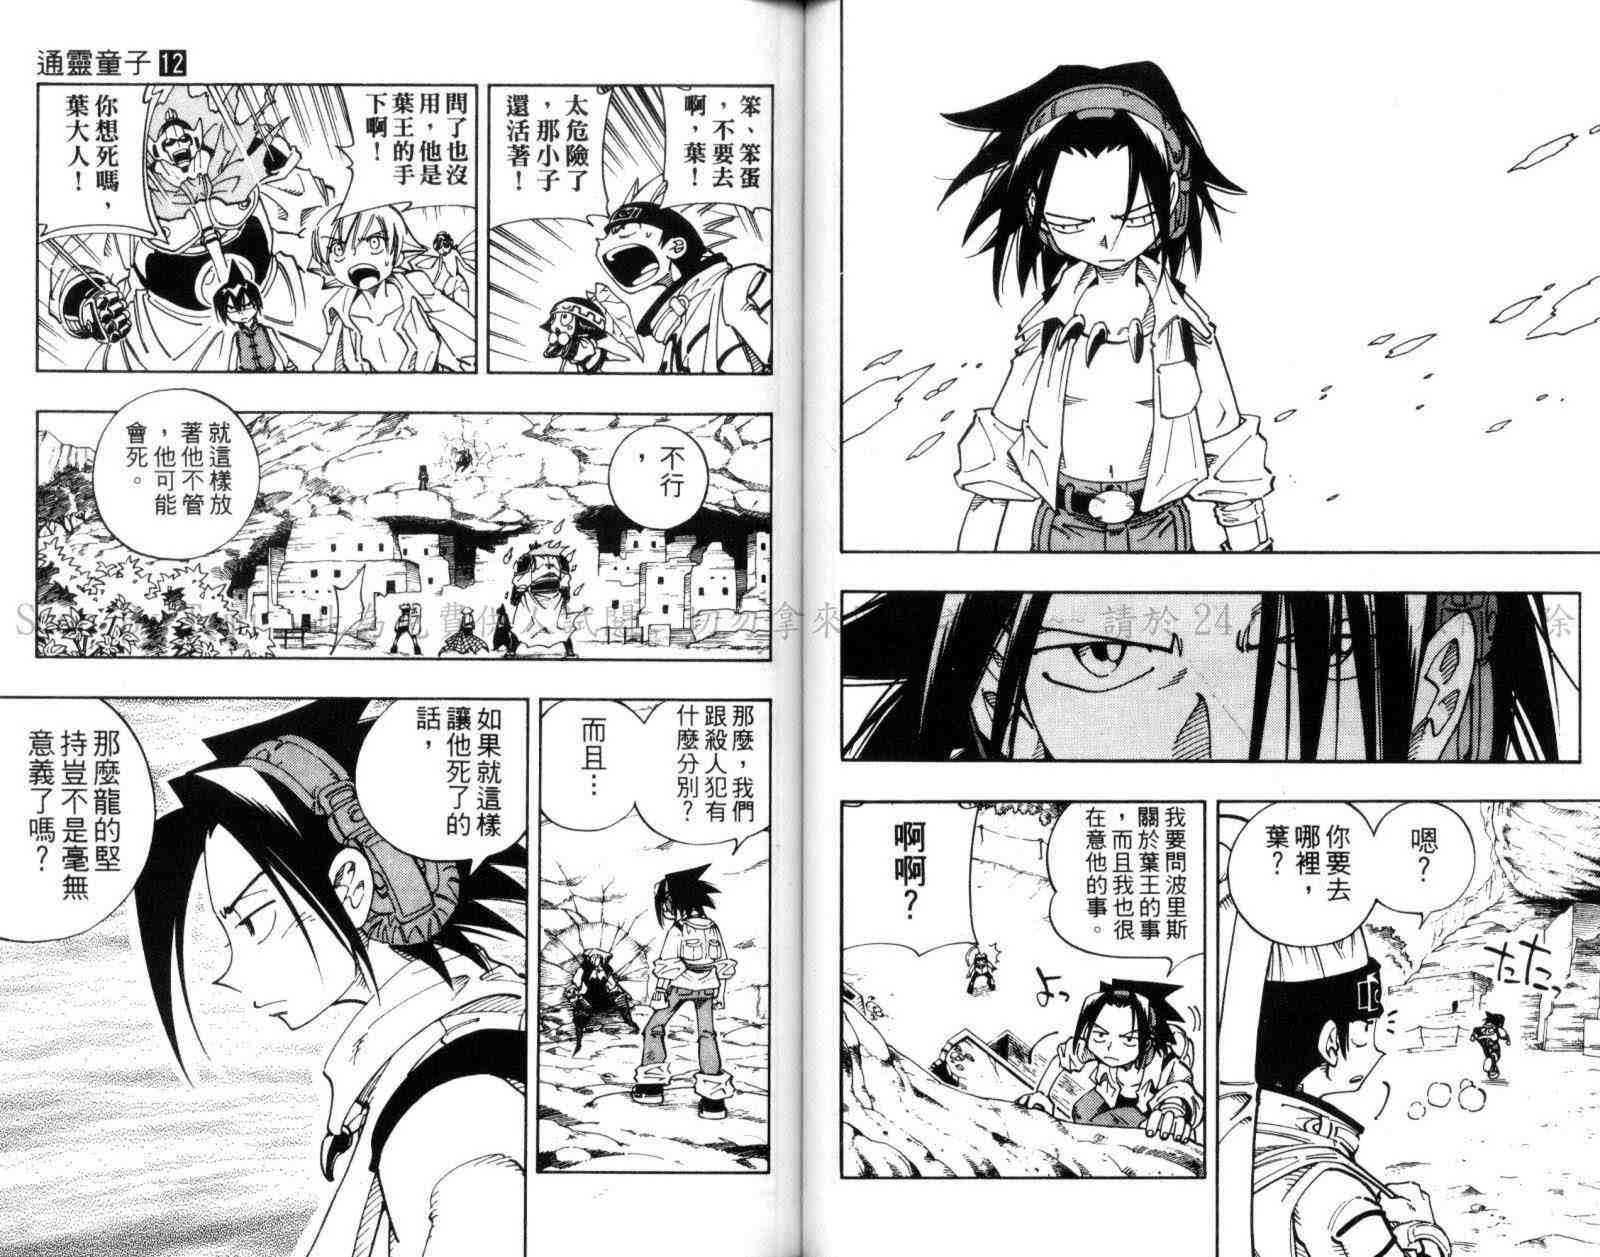 通靈童子 12
嗯？
你要去
哪裡，
葉？
タタタッ
我要問波里斯
關於葉王的事
，而且我也很
在意他的事。
啊啊？
よっ
笨、笨蛋
，不要去
啊，葉！
太危險了
，那小子
還活著！
問了也沒
用，他是
葉王的手
下啊！
你想死嗎，
葉大人！
不行
，
就這樣放
著他不管
，他可能
會死。
那麼，我們
跟殺人犯有
什麼分別？
而且…
如果就這樣
讓他死了的
話，
那麼龍的堅
持豈不是毫無
意義了嗎？